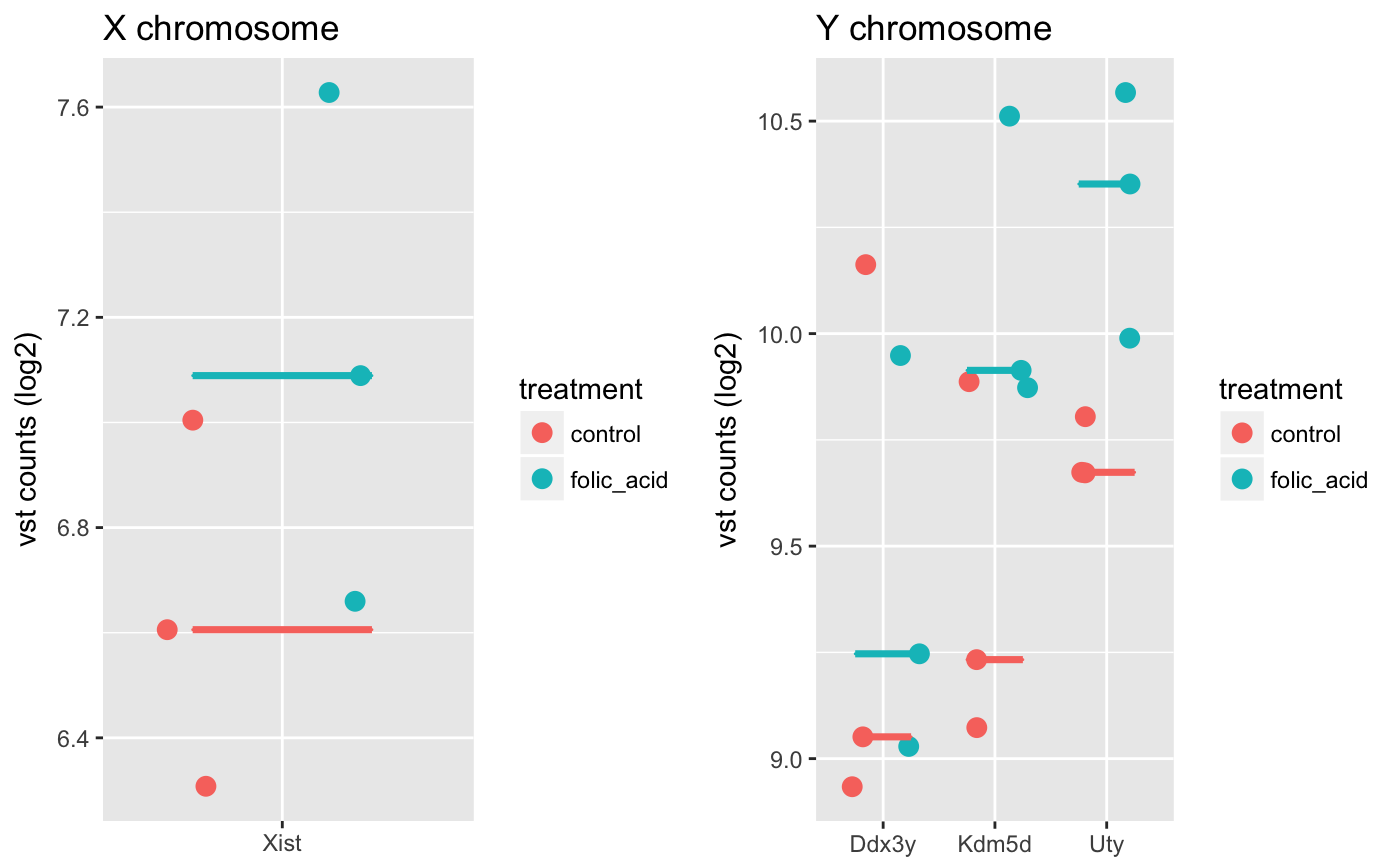 X chromosome
vst counts (log2)
7.6
7.2
6.8
6.4
Xist
treatment
control
folic_acid
Y chromosome
vst counts (log2)
10.5
10.0
9.5
9.0
Ddx3y Kdm5d Uty
treatment
control
folic_acid